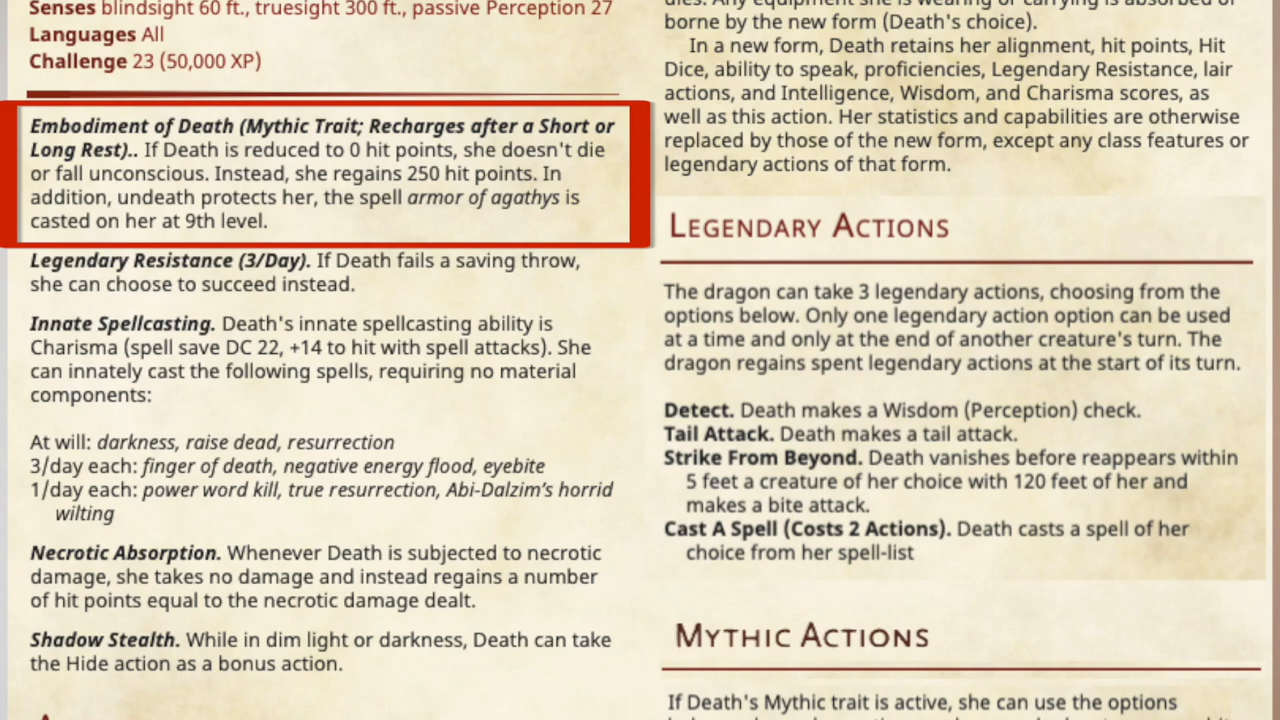 Senses blindsight 60 ft., truesight 300 ft., passive Perception 27
Languages All
Challenge 23 (50,000 XP)
Embodiment of Death (Mythic Trait; Recharges after a Short or
Long Rest).. If Death is reduced to 0 hit points, she doesn't die
or fall unconscious. Instead, she regains 250 hit points. In
addition, undeath protects her, the spell armor of agathys is
casted on her at 9th level.
Legendary Resistance (3/Day). If Death fails a saving throw,
she can choose to succeed instead.
Innate Spellcasting. Death's innate spellcasting ability is
Charisma (spell save DC 22, +14 to hit with spell attacks). She
can innately cast the following spells, requiring no material
components:
At will: darkness, raise dead, resurrection
3/day each: finger of death, negative energy flood, eyebite
1/day each: power word kill, true resurrection, Abi-Dalzim's horrid
wilting
Necrotic Absorption. Whenever Death is subjected to necrotic
damage, she takes no damage and instead regains a number
of hit points equal to the necrotic damage dealt.
Shadow Stealth. While in dim light or darkness, Death can take
the Hide action as a bonus action.
dies. Any equipment she is wearing or carrying is absorbed or
borne by the new form (Death's choice).
In a new form, Death retains her alignment, hit points, Hit
Dice, ability to speak, proficiencies, Legendary Resistance, lair
actions, and Intelligence, Wisdom, and Charisma scores, as
well as this action. Her statistics and capabilities are otherwise
replaced by those of the new form, except any class features or
legendary actions of that form.
Legendary Actions
The dragon can take 3 legendary actions, choosing from the
options below. Only one legendary action option can be used
at a time and only at the end of another creature's turn. The
dragon regains spent legendary actions at the start of its turn.
Detect. Death makes a Wisdom (Perception) check.
Tail Attack. Death makes a tail attack.
Strike From Beyond. Death vanishes before reappears within
5 feet a creature of her choice with 120 feet of her and
makes a bite attack.
Cast A Spell (Costs 2 Actions). Death casts a spell of her
choice from her spell-list
Mythic Actions
If Death's Mythic trait is active, she can use the options